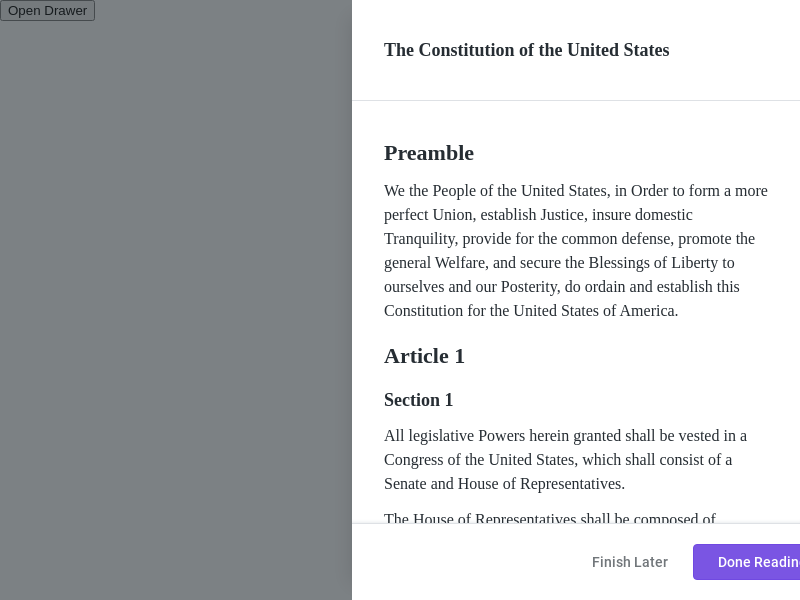 Open Drawer
The Constitution of the United States
Preamble
We the People of the United States, in Order to form a more
perfect Union, establish Justice, insure domestic
Tranquility, provide for the common defense, promote the
general Welfare, and secure the Blessings of Liberty to
ourselves and our Posterity, do ordain and establish this
Constitution for the United States of America.
Article 1
Section 1
All legislative Powers herein granted shall be vested in a
Congress of the United States, which shall consist of a
Senate and House of Representatives.
The House of Representatives shall be composed of
Finish Later
Done Readin